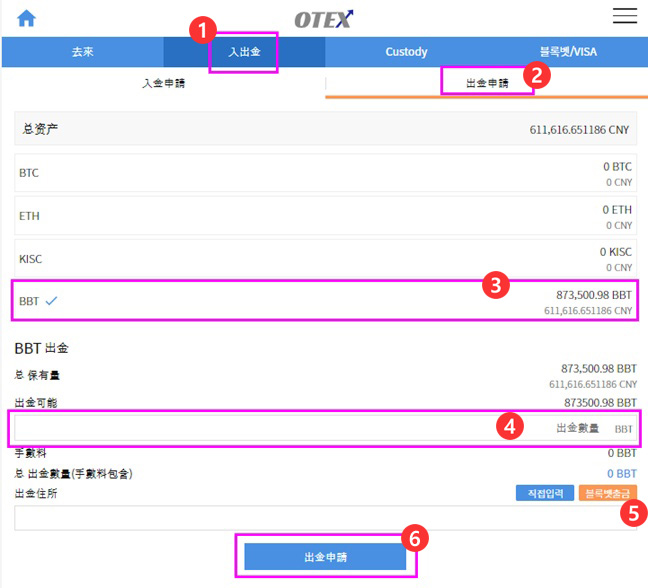 OTEX
1
去來 入出金 Custody 블록벳/VISA
入金申請 出金申請 2
总资产 611,616.651186 CNY
BTC 0 BTC
0 CNY
ETH 0 ETH
0 CNY
KISC 0 KISC
0 CNY
3
BBT 873,500.98 BBT
611,616.651186 CNY
BBT 出金
总 保有量 873,500.98 BBT
611,616.651186 CNY
出金可能 873500.98 BBT
4 出金數量 BBT
手數料 0 BBT
总 出金數量(手數料包含) 0 BBT
出金住所 직접입력 블록벳출금
5
6
出金申請